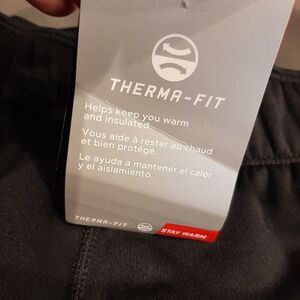 THERMA-FIT
Helps keep you warm
and insulated.
Vous aide à rester au chaud
et bien protégé.
Le ayuda a mantener el calor
y el aislamiento.
THERMA-FIT
STAY WARM